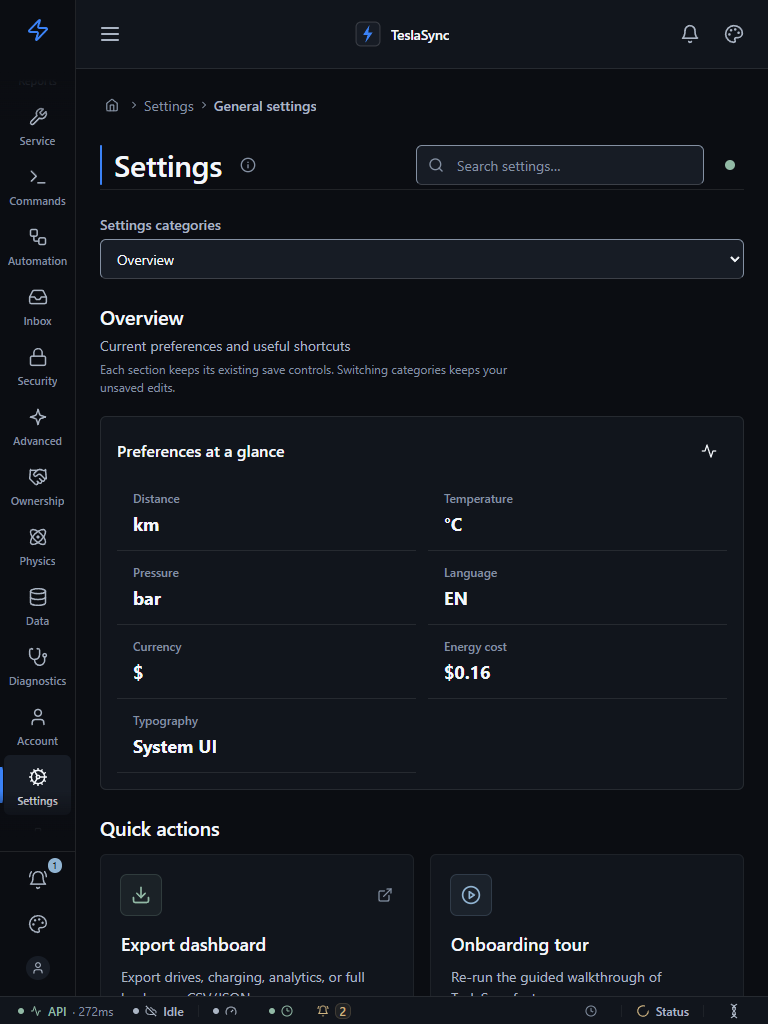 TeslaSync
Settings
General settings
Settings
Search settings...
Settings categories
Overview
Overview
Current preferences and useful shortcuts
Each section keeps its existing save controls. Switching categories keeps your
unsaved edits.
Preferences at a glance
Distance
km
Temperature
°C
Pressure
bar
Language
EN
Currency
$
Energy cost
$0.16
Typography
System UI
Quick actions
Export dashboard
Export drives, charging, analytics, or full
Onboarding tour
Re-run the guided walkthrough of
Service
Commands
Automation
Inbox
Security
Advanced
Ownership
Physics
Data
Diagnostics
Account
Settings
1
API · 272ms
Idle
2
Status